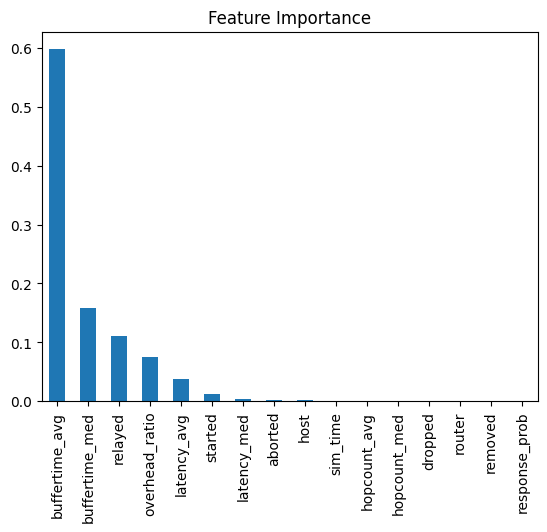 Feature Importance
0.6
0.5
0.4
0.3
0.2
0.1
0.0
buffertime_avg
buffertime_med
relayed
overhead_ratio
latency_avg
started
latency_med
aborted
host
sim_time
hopcount_avg
hopcount_med
dropped
router
removed
response_prob